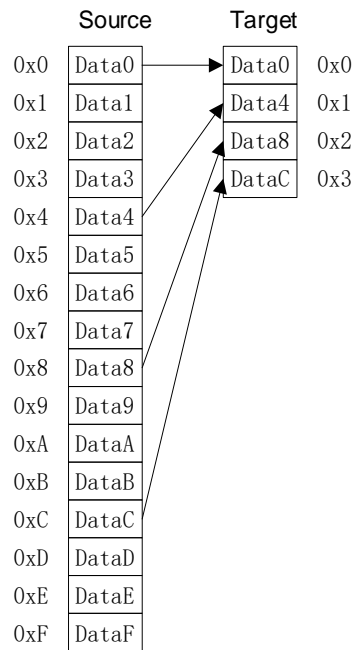 Source Target
0x0 Data0 Data0 0x0
0x1 Data1 Data4 0x1
0x2 Data2 Data8 0x2
0x3 Data3 DataC 0x3
0x4 Data4
0x5 Data5
0x6 Data6
0x7 Data7
0x8 Data8
0x9 Data9
0xA DataA
0xB DataB
0xC DataC
0xD DataD
0xE DataE
0xF DataF